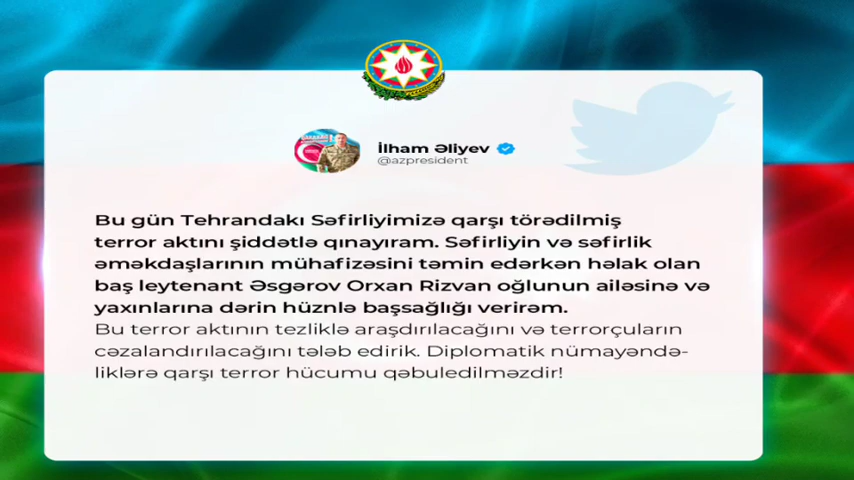 İlham Əliyev
@azpresident
Bu gün Tehrandakı Səfirliyimizə qarşı törədilmiş
terror aktını şiddətlə qınayıram. Səfirliyin və səfirlik
əməkdaşlarının mühafizəsini təmin edərkən həlak olan
baş leytenant Əsgərov Orxan Rizvan oğlunun ailəsinə və
yaxınlarına dərin hüznlə başsağlığı verirəm.
Bu terror aktının tezliklə araşdırılacağını və terrorçuların
cəzalandırılacağını tələb edirik. Diplomatik nümayəndə-
liklərə qarşı terror hücumu qəbuledilməzdir!